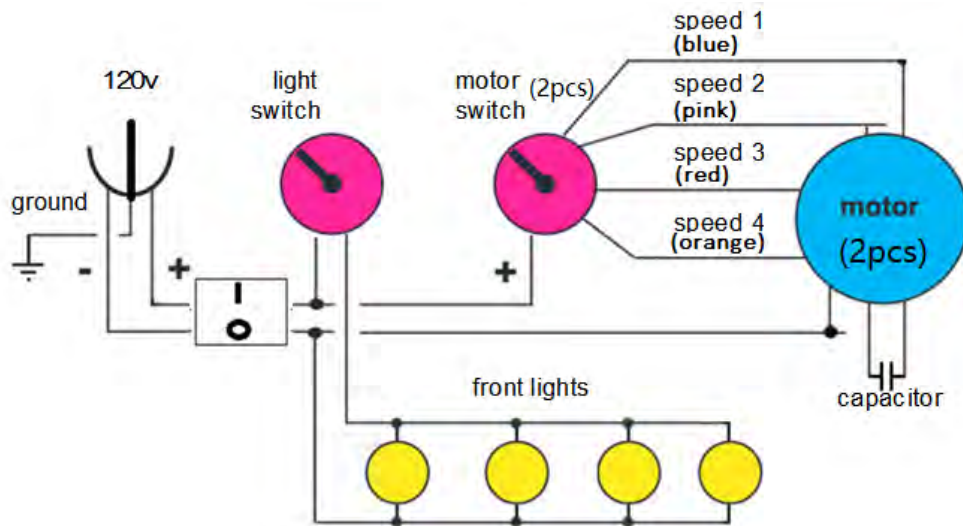 120v
light
switch
motor
switch (2pcs)
speed 1
(blue)
speed 2
(pink)
speed 3
(red)
speed 4
(orange)
motor
(2pcs)
ground
-
+
I
O
+
capacitor
front lights